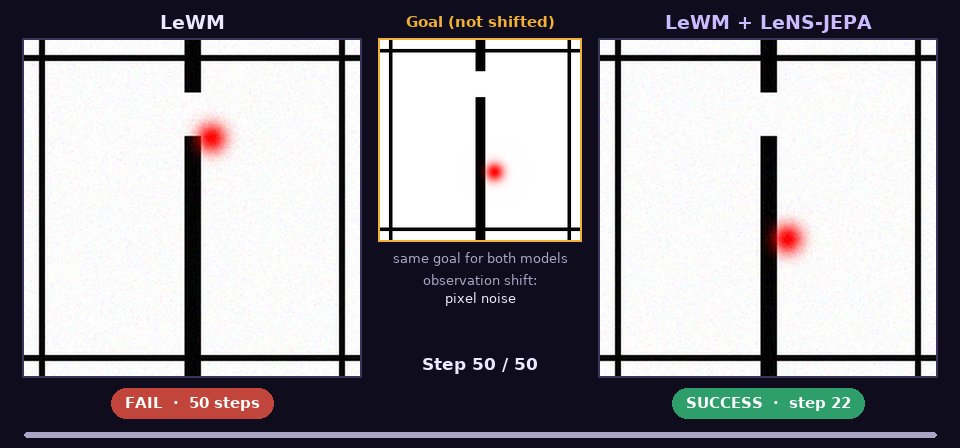 LeWM
Goal (not shifted)
LeWM + LeNS-JEPA
same goal for both models
observation shift:
pixel noise
Step 50 / 50
FAIL · 50 steps
SUCCESS · step 22